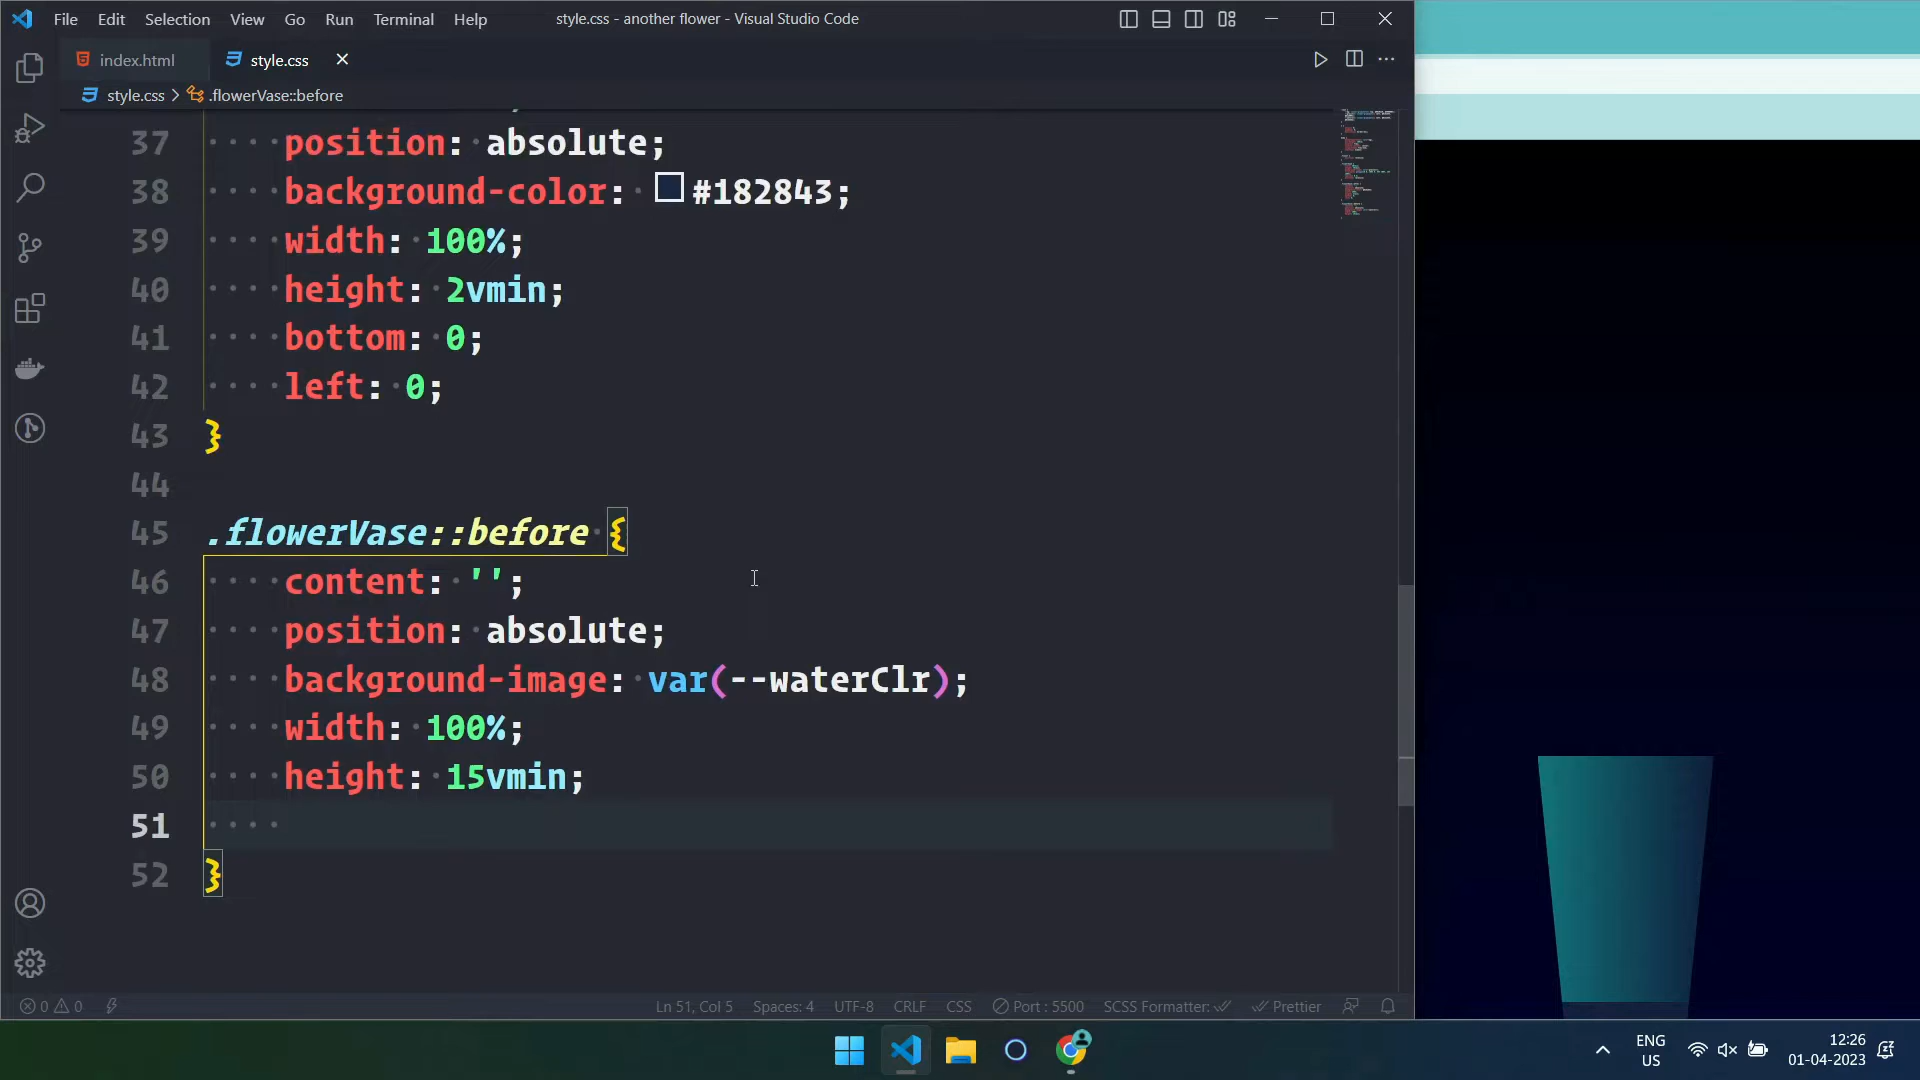 File Edit Selection View Go Run Terminal Help
style.css - another flower - Visual Studio Code
index.html
style.css
style.css > .flowerVase::before
37 position: absolute;
38 background-color: #182843;
39 width: 100%;
40 height: 2vmin;
41 bottom: 0;
42 left: 0;
43 }
44
45 .flowerVase::before {
46 content: '';
47 position: absolute;
48 background-image: var(--waterClr);
49 width: 100%;
50 height: 15vmin;
51
52 }
0 0 Ln 51, Col 5 Spaces: 4 UTF-8 CRLF CSS Port : 5500 SCSS Formatter: Prettier
ENG
US
12:26
01-04-2023